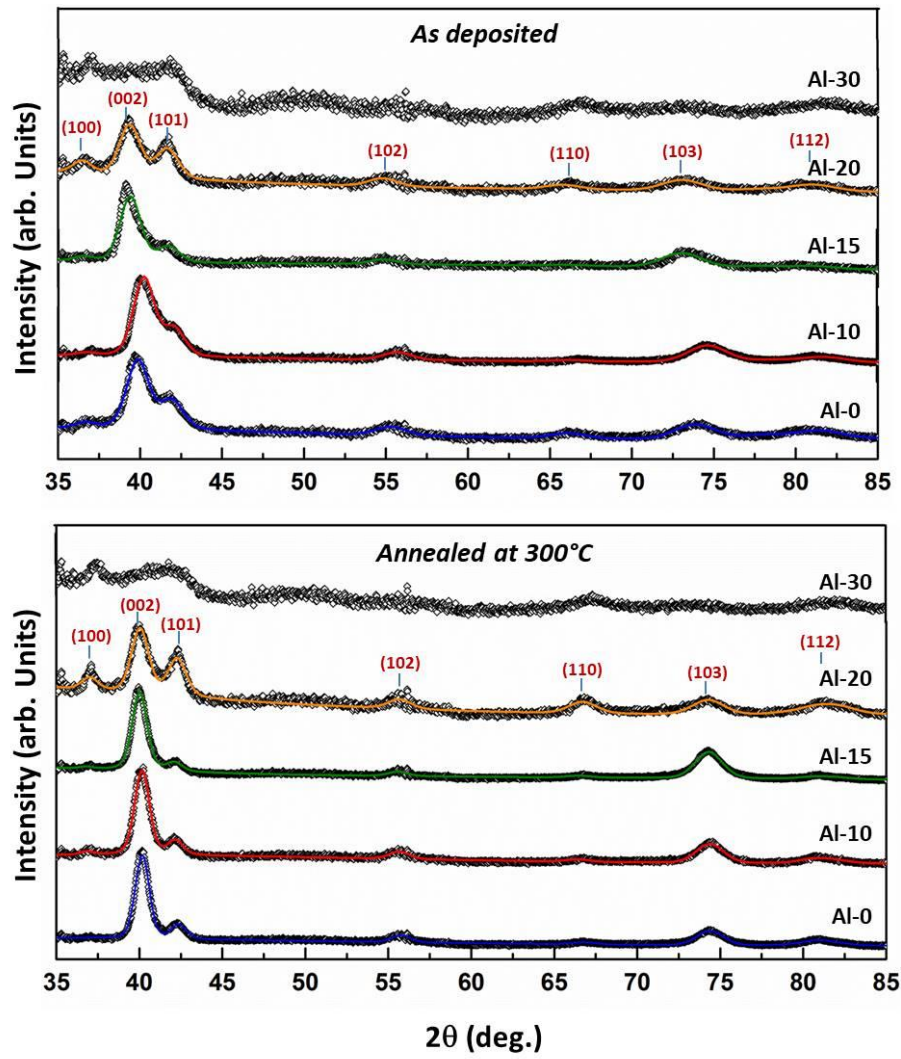 As deposited
Al-30
(002)
(100)
(101)
(102)
(110)
(103)
(112)
Al-20
Al-15
Al-10
Al-0
Intensity (arb. Units)
35 40 45 50 55 60 65 70 75 80 85
Annealed at 300°C
Al-30
(002)
(100)
(101)
(102)
(110)
(103)
(112)
Al-20
Al-15
Al-10
Al-0
Intensity (arb. Units)
35 40 45 50 55 60 65 70 75 80 85
2θ (deg.)